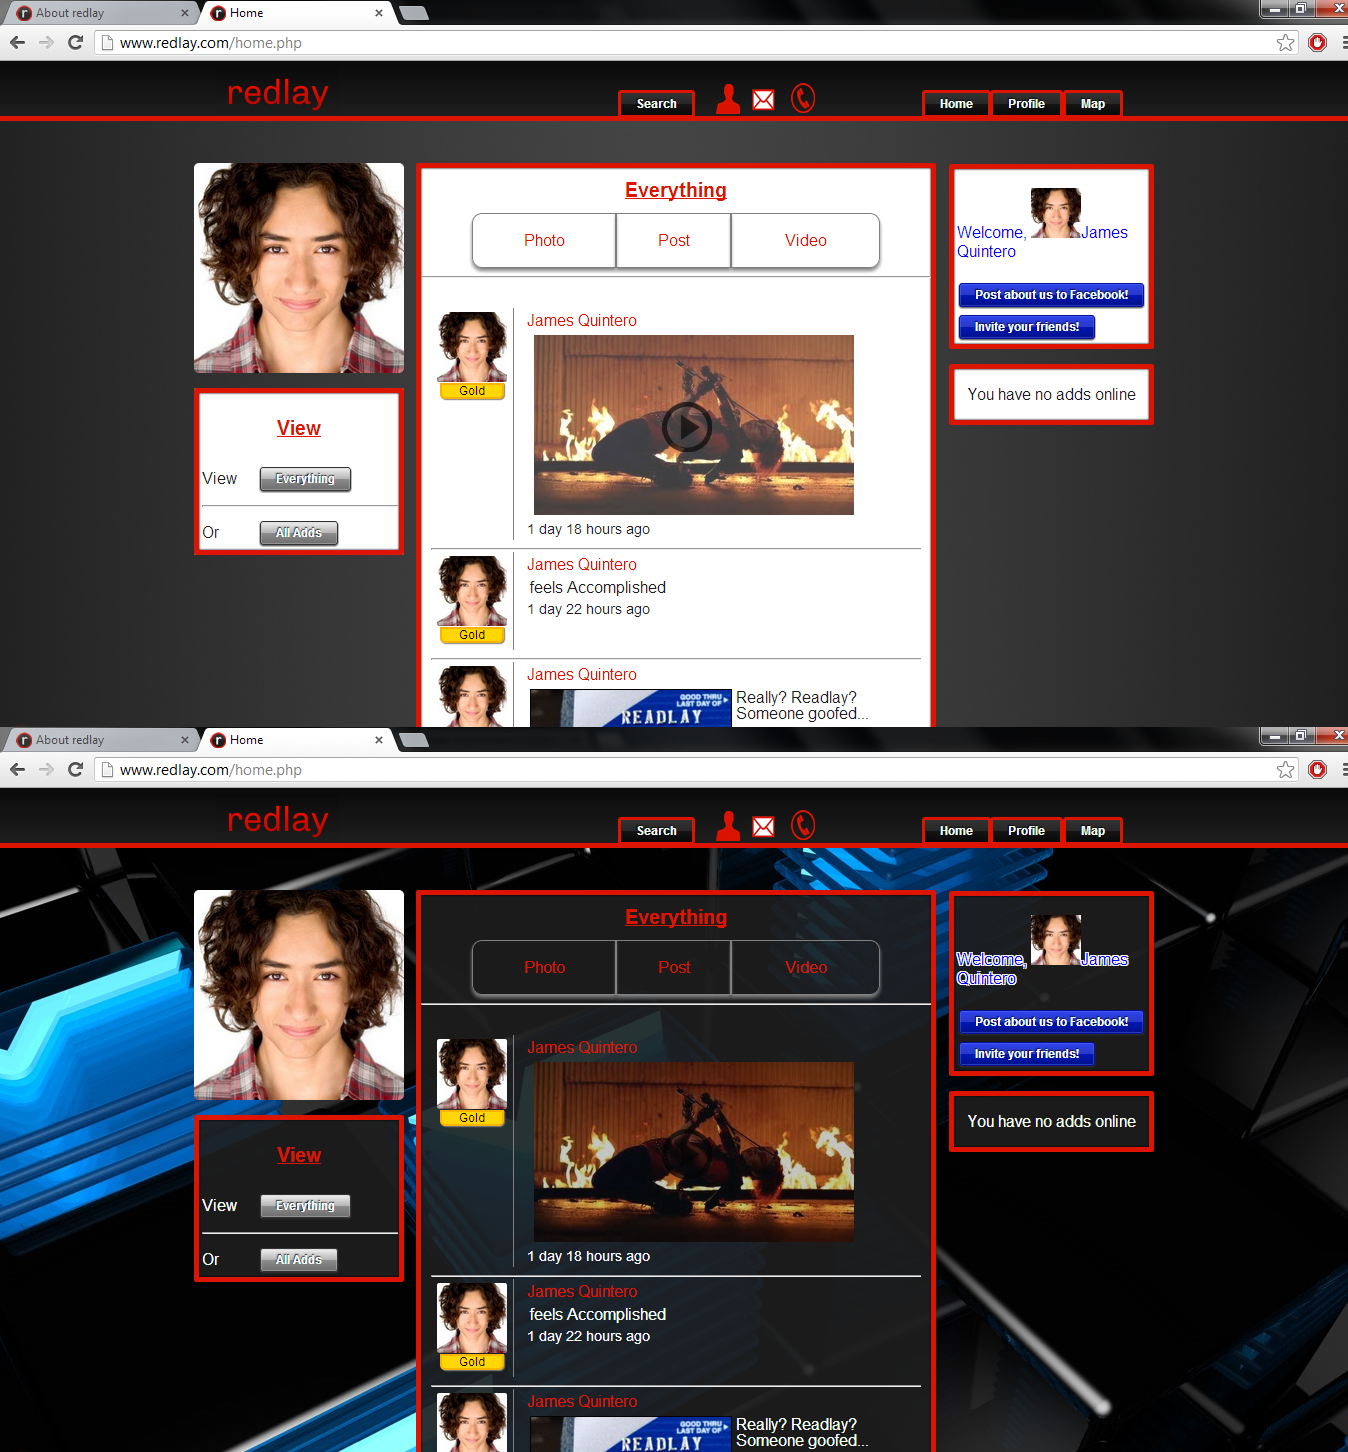 About redlay
Home
www.redlay.com/home.php
redlay
Search
Home
Profile
Map
Everything
Photo
Post
Video
Welcome, James
Quintero
Post about us to Facebook!
Invite your friends!
You have no adds online
View
View
Everything
Or
All Adds
James Quintero
Gold
1 day 18 hours ago
James Quintero
feels Accomplished
1 day 22 hours ago
Gold
James Quintero
GOOD THRU
LAST DAY OF
READLAY
Really? Readlay?
Someone goofed...
About redlay
Home
www.redlay.com/home.php
redlay
Search
Home
Profile
Map
Everything
Photo
Post
Video
Welcome, James
Quintero
Post about us to Facebook!
Invite your friends!
You have no adds online
View
View
Everything
Or
All Adds
James Quintero
Gold
1 day 18 hours ago
James Quintero
feels Accomplished
1 day 22 hours ago
Gold
James Quintero
GOOD THRU
LAST DAY OF
READLAY
Really? Readlay?
Someone goofed...